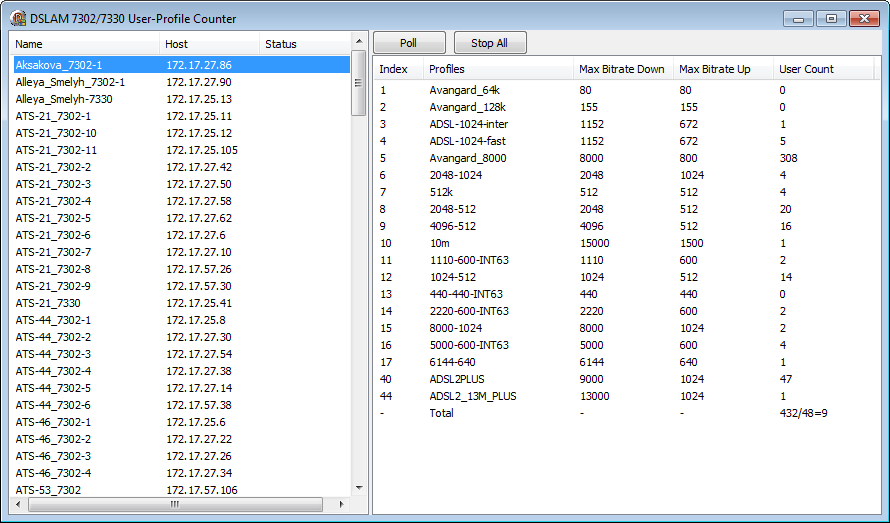 DSLAM 7302/7330 User-Profile Counter
Name Host Status
Aksakova_7302-1 172.17.27.86
Alleya_Smelyh_7302-1 172.17.27.90
Alleya_Smelyh-7330 172.17.25.13
ATS-21_7302-1 172.17.25.11
ATS-21_7302-10 172.17.25.12
ATS-21_7302-11 172.17.25.105
ATS-21_7302-2 172.17.27.42
ATS-21_7302-3 172.17.27.50
ATS-21_7302-4 172.17.27.58
ATS-21_7302-5 172.17.27.62
ATS-21_7302-6 172.17.27.6
ATS-21_7302-7 172.17.27.10
ATS-21_7302-8 172.17.57.26
ATS-21_7302-9 172.17.57.30
ATS-21_7330 172.17.25.41
ATS-44_7302-1 172.17.25.8
ATS-44_7302-2 172.17.27.30
ATS-44_7302-3 172.17.27.54
ATS-44_7302-4 172.17.27.38
ATS-44_7302-5 172.17.27.14
ATS-44_7302-6 172.17.57.38
ATS-46_7302-1 172.17.25.6
ATS-46_7302-2 172.17.27.22
ATS-46_7302-3 172.17.27.26
ATS-46_7302-4 172.17.27.34
ATS-53_7302 172.17.57.106
Poll Stop All
Index Profiles Max Bitrate Down Max Bitrate Up User Count
1 Avangard_64k 80 80 0
2 Avangard_128k 155 155 0
3 ADSL-1024-inter 1152 672 1
4 ADSL-1024-fast 1152 672 5
5 Avangard_8000 8000 800 308
6 2048-1024 2048 1024 4
7 512k 512 512 4
8 2048-512 2048 512 20
9 4096-512 4096 512 16
10 10m 15000 1500 1
11 1110-600-INT63 1110 600 2
12 1024-512 1024 512 14
13 440-440-INT63 440 440 0
14 2220-600-INT63 2220 600 2
15 8000-1024 8000 1024 2
16 5000-600-INT63 5000 600 4
17 6144-640 6144 640 1
40 ADSL2PLUS 9000 1024 47
44 ADSL2_13M_PLUS 13000 1024 1
- Total - - 432/48=9